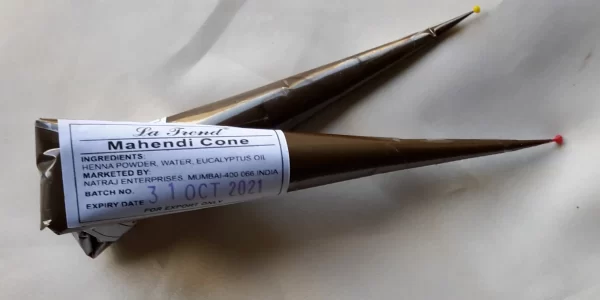 La Trend
Mahendi Cone
INGREDIENTS:
HENNA POWDER, WATER, EUCALYPTUS OIL
MARKETED BY:
NATRAJ ENTERPRISES, MUMBAI-400 066.INDIA
BATCH NO. 31 OCT 2021
EXPIRY DATE:
FOR EXPORT ONLY